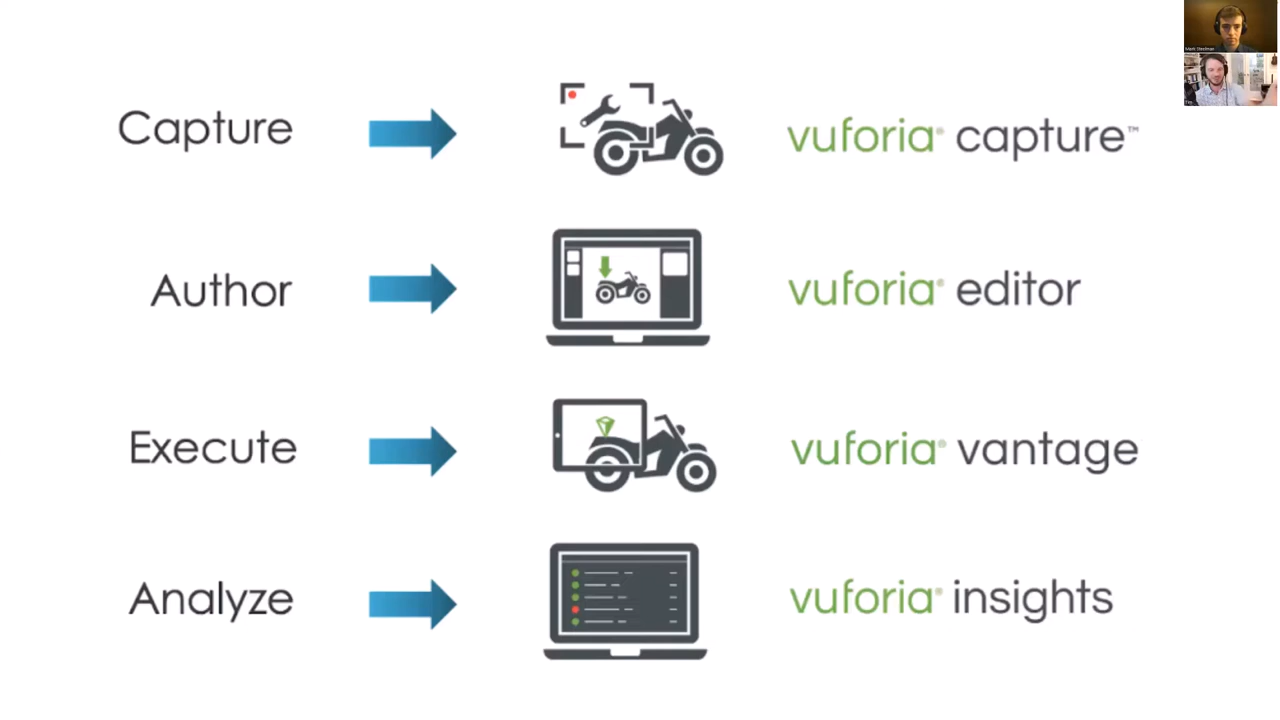 Capture
vuforia® capture™
Author
vuforia® editor
Execute
vuforia® vantage
Analyze
vuforia® insights